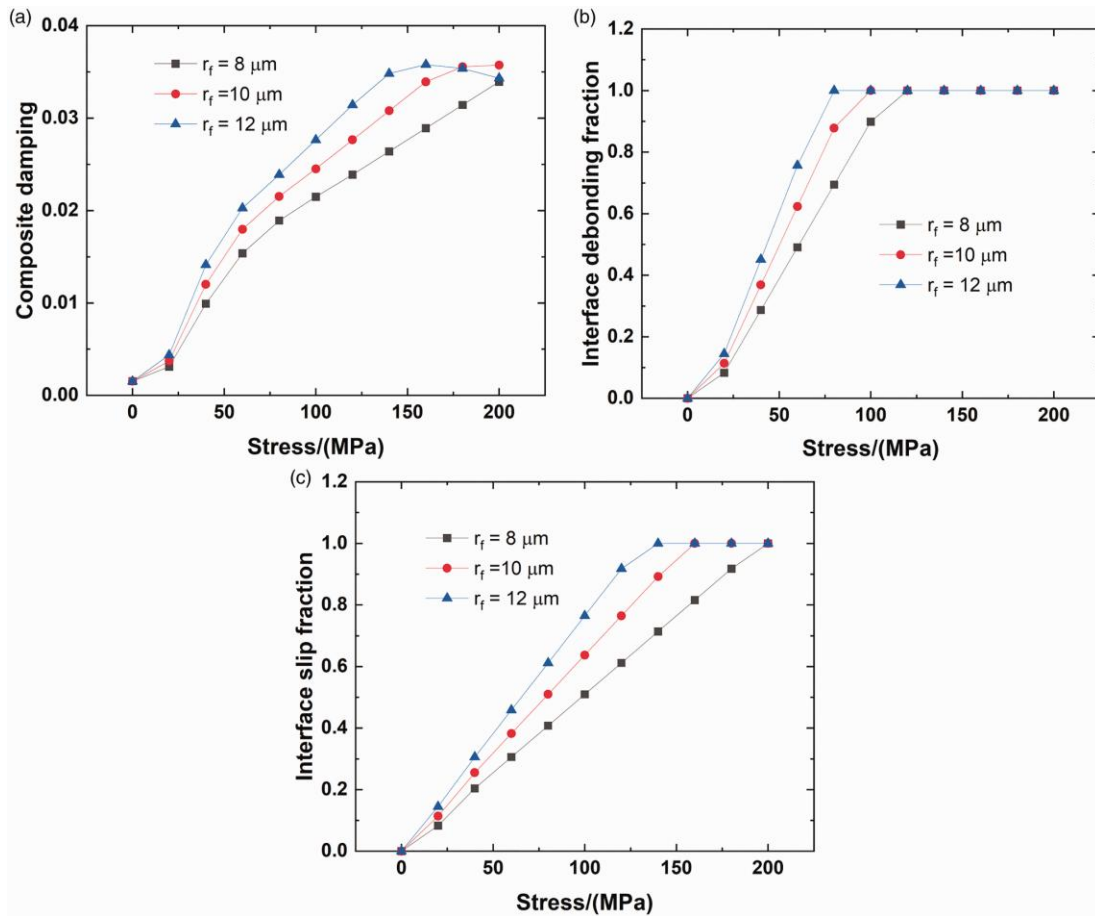 (a)
0.04
0.03
0.02
0.01
0.00
Composite damping
r_f = 8 μm
r_f =10 μm
r_f = 12 μm
0 50 100 150 200
Stress/(MPa)
(b)
1.2
1.0
0.8
0.6
0.4
0.2
0.0
Interface debonding fraction
r_f = 8 μm
r_f =10 μm
r_f = 12 μm
0 50 100 150 200
Stress/(MPa)
(c)
1.2
1.0
0.8
0.6
0.4
0.2
0.0
Interface slip fraction
r_f = 8 μm
r_f =10 μm
r_f = 12 μm
0 50 100 150 200
Stress/(MPa)